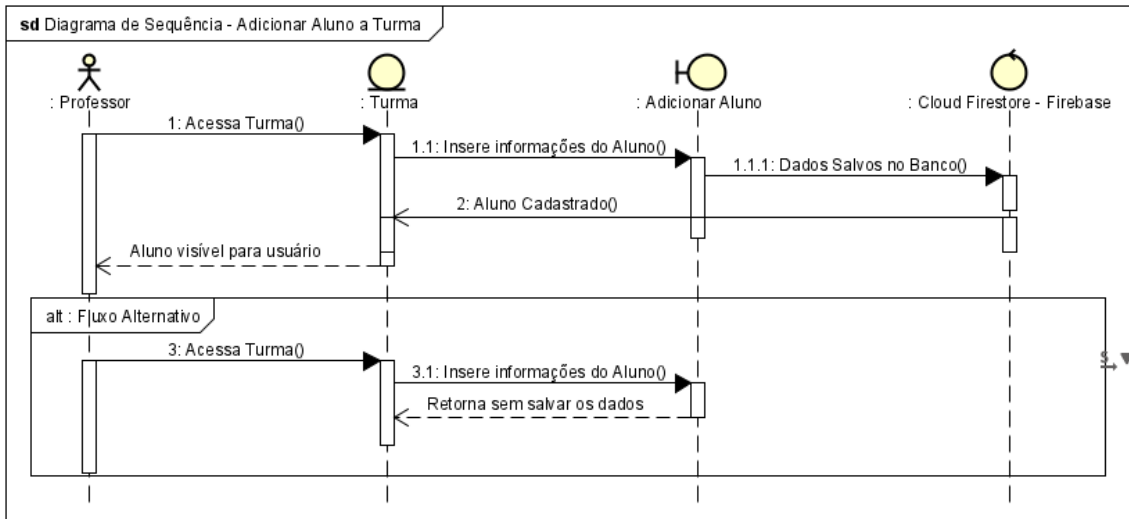 sd Diagrama de Sequência - Adicionar Aluno a Turma
: Professor
: Turma
: Adicionar Aluno
: Cloud Firestore - Firebase
1: Acessa Turma()
1.1: Insere informações do Aluno()
1.1.1: Dados Salvos no Banco()
2: Aluno Cadastrado()
Aluno visível para usuário
alt : Fluxo Alternativo
3: Acessa Turma()
3.1: Insere informações do Aluno()
Retorna sem salvar os dados